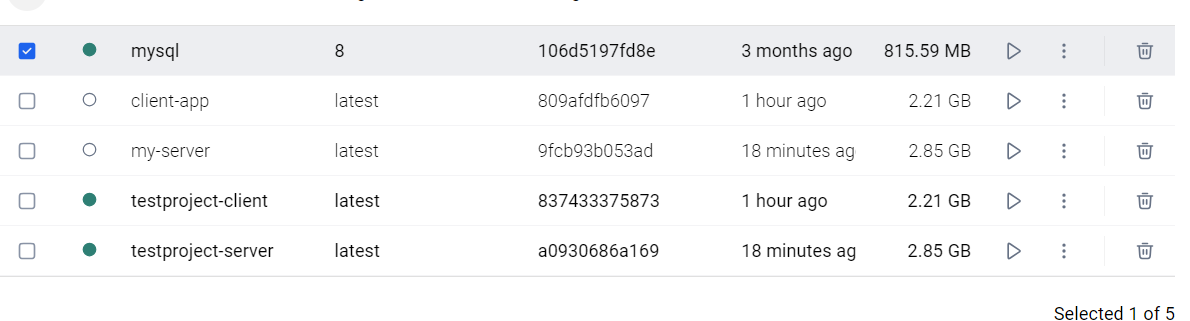 mysql 8 106d5197fd8e 3 months ago 815.59 MB
client-app latest 809afdfb6097 1 hour ago 2.21 GB
my-server latest 9fcb93b053ad 18 minutes ag 2.85 GB
testproject-client latest 837433375873 1 hour ago 2.21 GB
testproject-server latest a0930686a169 18 minutes ag 2.85 GB
Selected 1 of 5